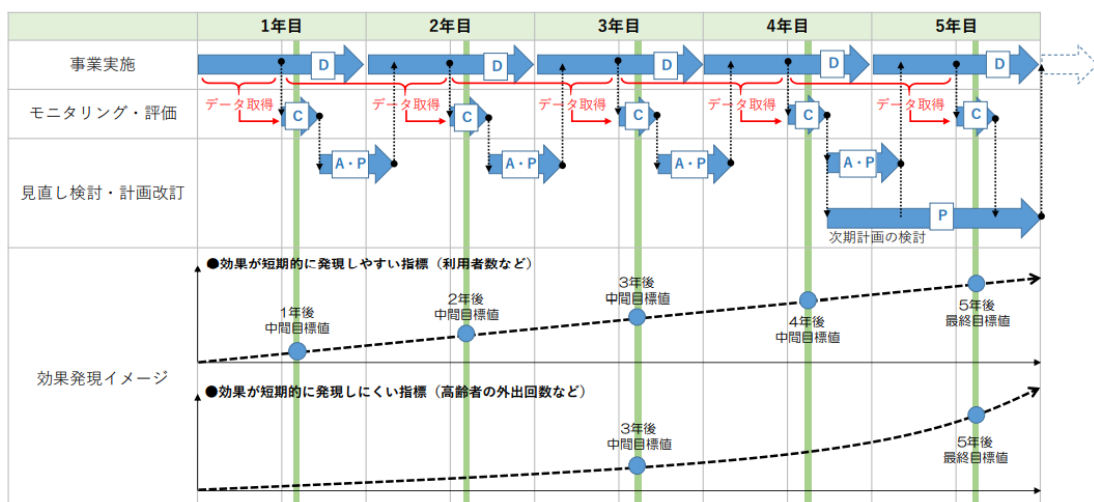 1年目 2年目 3年目 4年目 5年目
事業実施 D D D D D
データ取得 データ取得 データ取得 データ取得 データ取得
モニタリング・評価 C C C C C
見直し検討・計画改訂 A・P A・P A・P A・P
P
次期計画の検討
効果発現イメージ
●効果が短期的に発現しやすい指標（利用者数など）
1年後
中間目標値
2年後
中間目標値
3年後
中間目標値
4年後
中間目標値
5年後
最終目標値
●効果が短期的に発現しにくい指標（高齢者の外出回数など）
3年後
中間目標値
5年後
最終目標値